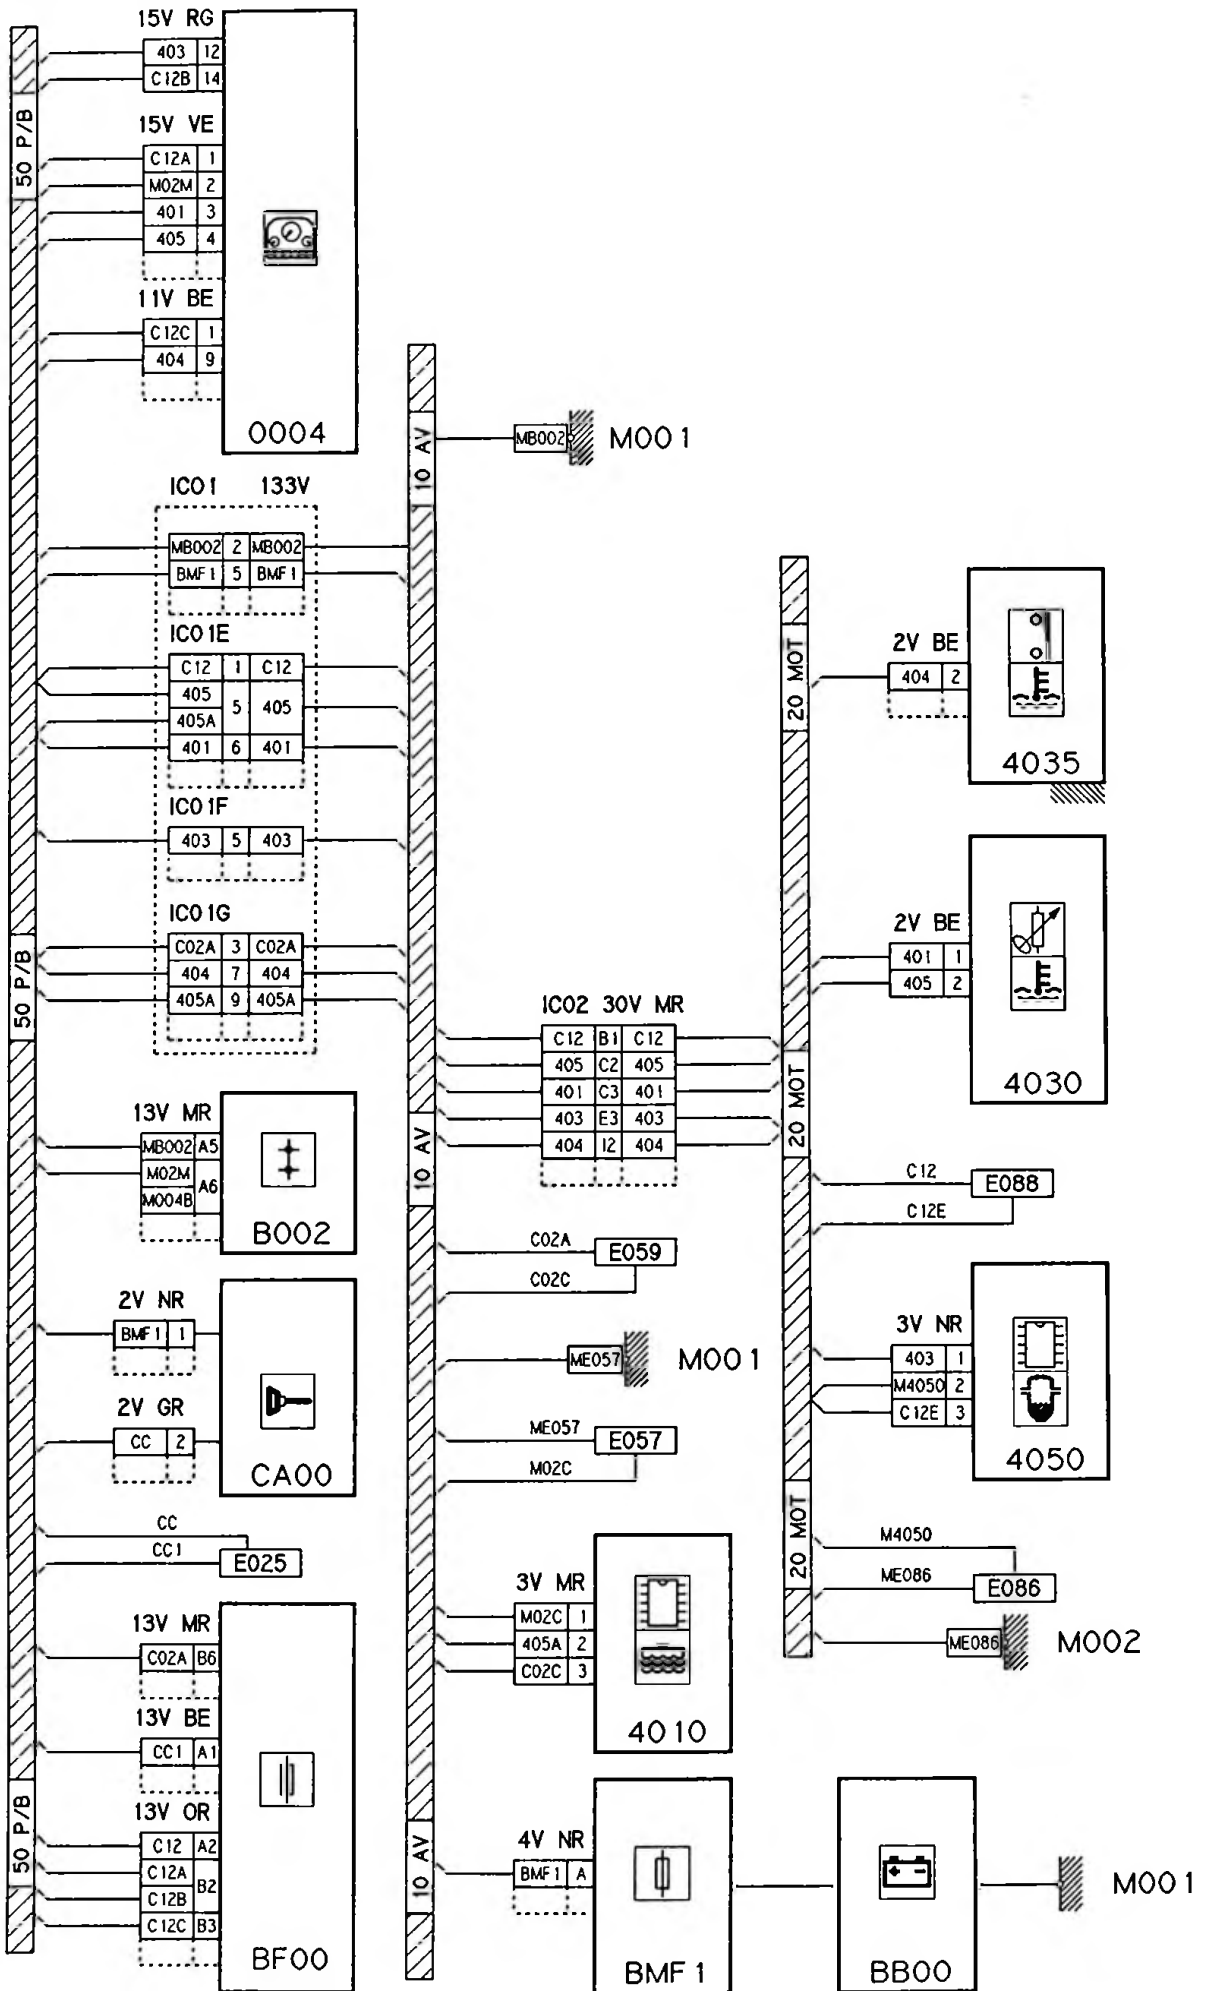 15V RG
403 12
C12B 14
50 P/B
15V VE
C12A 1
M02M 2
401 3
405 4
11V BE
C12C 1
404 9
0004
IC01 133V
MB002 2 MB002
BMF1 5 BMF1
IC01E
C12 1 C12
405 5 405
405A
401 6 401
IC01F
403 5 403
IC01G
C02A 3 C02A
404 7 404
405A 9 405A
50 P/B
13V MR
MB002 A5
M02M A6
M004B
B002
2V NR
BMF1 1
2V GR
CC 2
CA00
CC
CC1
E025
13V MR
C02A B6
13V BE
CC1 A1
50 P/B
13V OR
C12 A2
C12A B2
C12B
C12C B3
BF00
10 AV
MB002 M001
IC02 30V MR
C12 B1 C12
405 C2 405
401 C3 401
403 E3 403
404 I2 404
10 AV
C02A
E059
C02C
ME057 M001
ME057
E057
M02C
3V MR
M02C 1
405A 2
C02C 3
4010
10 AV
4V NR
BMF1 A
BMF1
BB00
M001
20 MOT
2V BE
404 2
4035
2V BE
401 1
405 2
4030
20 MOT
C12
E088
C12E
3V NR
403 1
M4050 2
C12E 3
4050
20 MOT
M4050
ME086
E086
ME086 M002